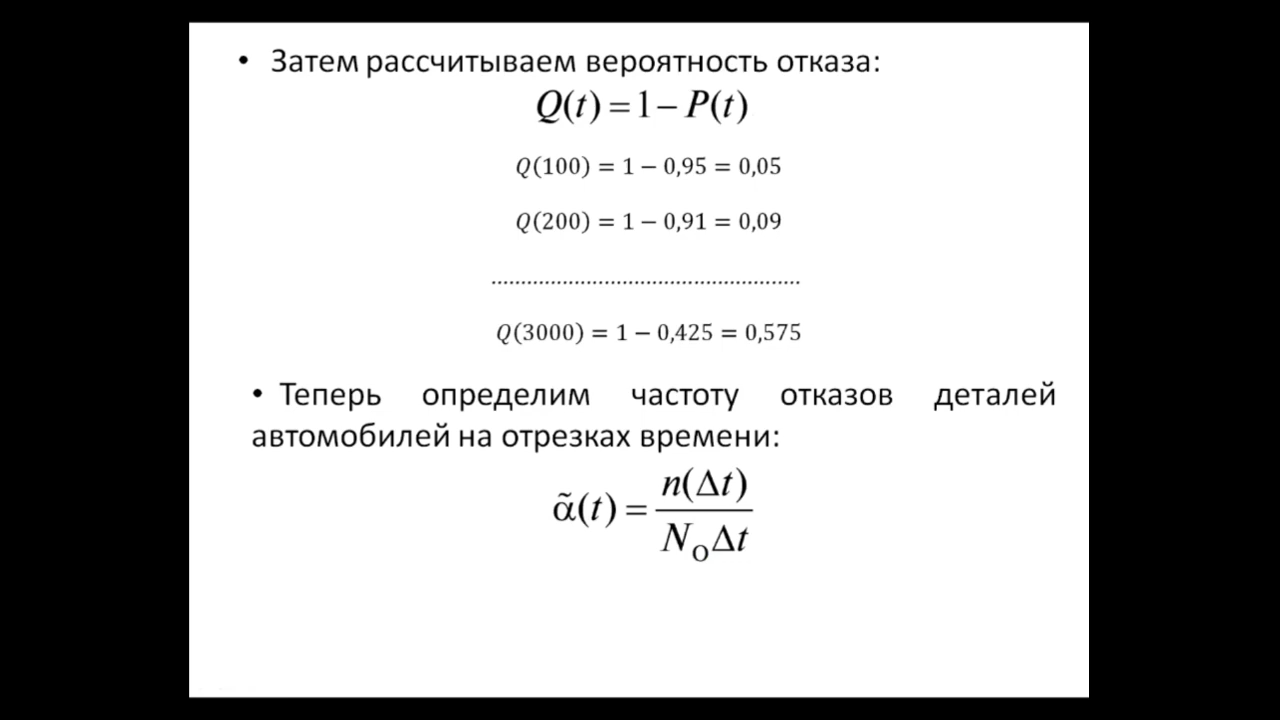 • Затем рассчитываем вероятность отказа:
Q(t) = 1 − P(t)
Q(100) = 1 − 0,95 = 0,05
Q(200) = 1 − 0,91 = 0,09
......................................................
Q(3000) = 1 − 0,425 = 0,575
• Теперь определим частоту отказов деталей
автомобилей на отрезках времени:
α̃(t) = n(Δt) / N₀Δt